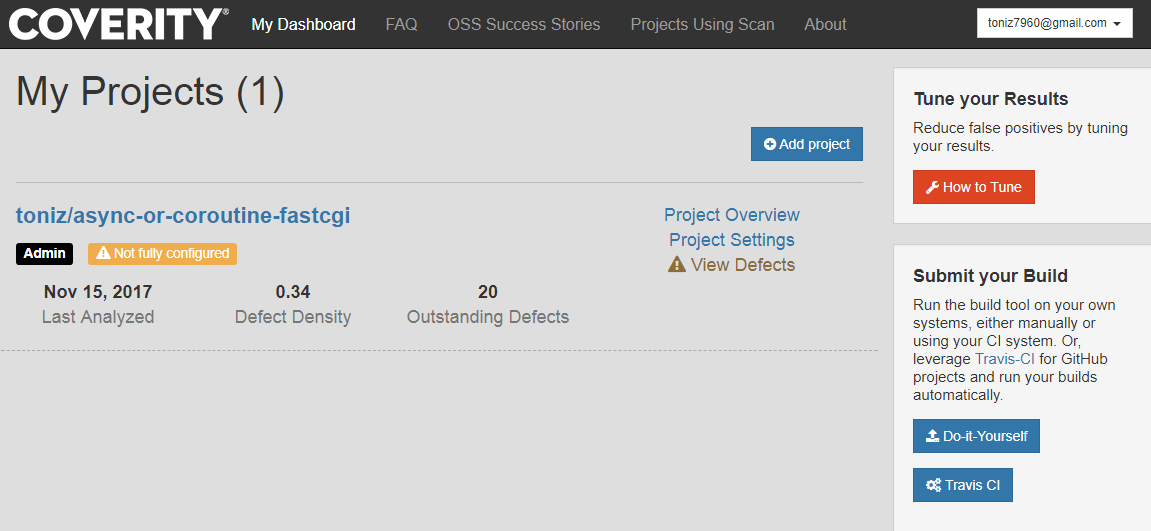 COVERITY®
My Dashboard
FAQ
OSS Success Stories
Projects Using Scan
About
toniz7960@gmail.com
My Projects (1)
Add project
toniz/async-or-coroutine-fastcgi
Admin
Not fully configured
Nov 15, 2017
Last Analyzed
0.34
Defect Density
20
Outstanding Defects
Project Overview
Project Settings
View Defects
Tune your Results
Reduce false positives by tuning
your results.
How to Tune
Submit your Build
Run the build tool on your own
systems, either manually or
using your CI system. Or,
leverage Travis-CI for GitHub
projects and run your builds
automatically.
Do-it-Yourself
Travis CI